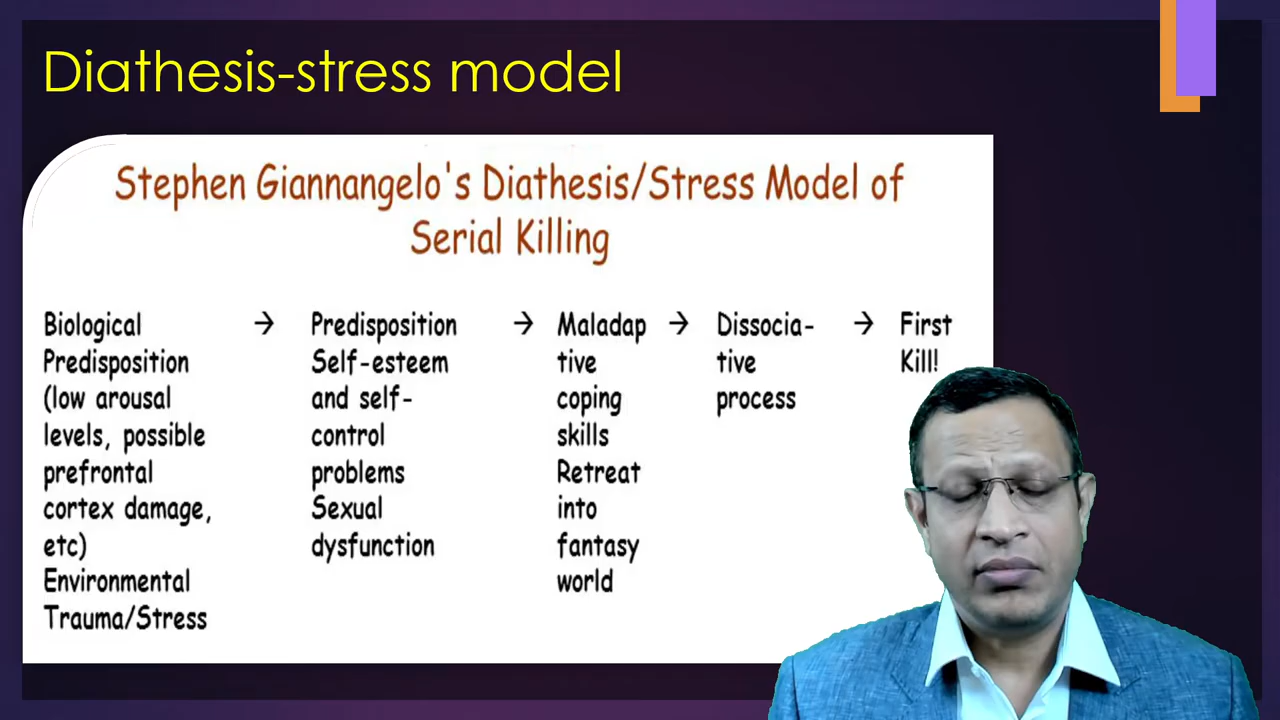 Diathesis-stress model
Stephen Giannangelo's Diathesis/Stress Model of
Serial Killing
Biological
Predisposition
(low arousal
levels, possible
prefrontal
cortex damage,
etc)
Environmental
Trauma/Stress
→
Predisposition
Self-esteem
and self-
control
problems
Sexual
dysfunction
→
Maladap
tive
coping
skills
Retreat
into
fantasy
world
→
Dissocia-
tive
process
→
First
Kill!